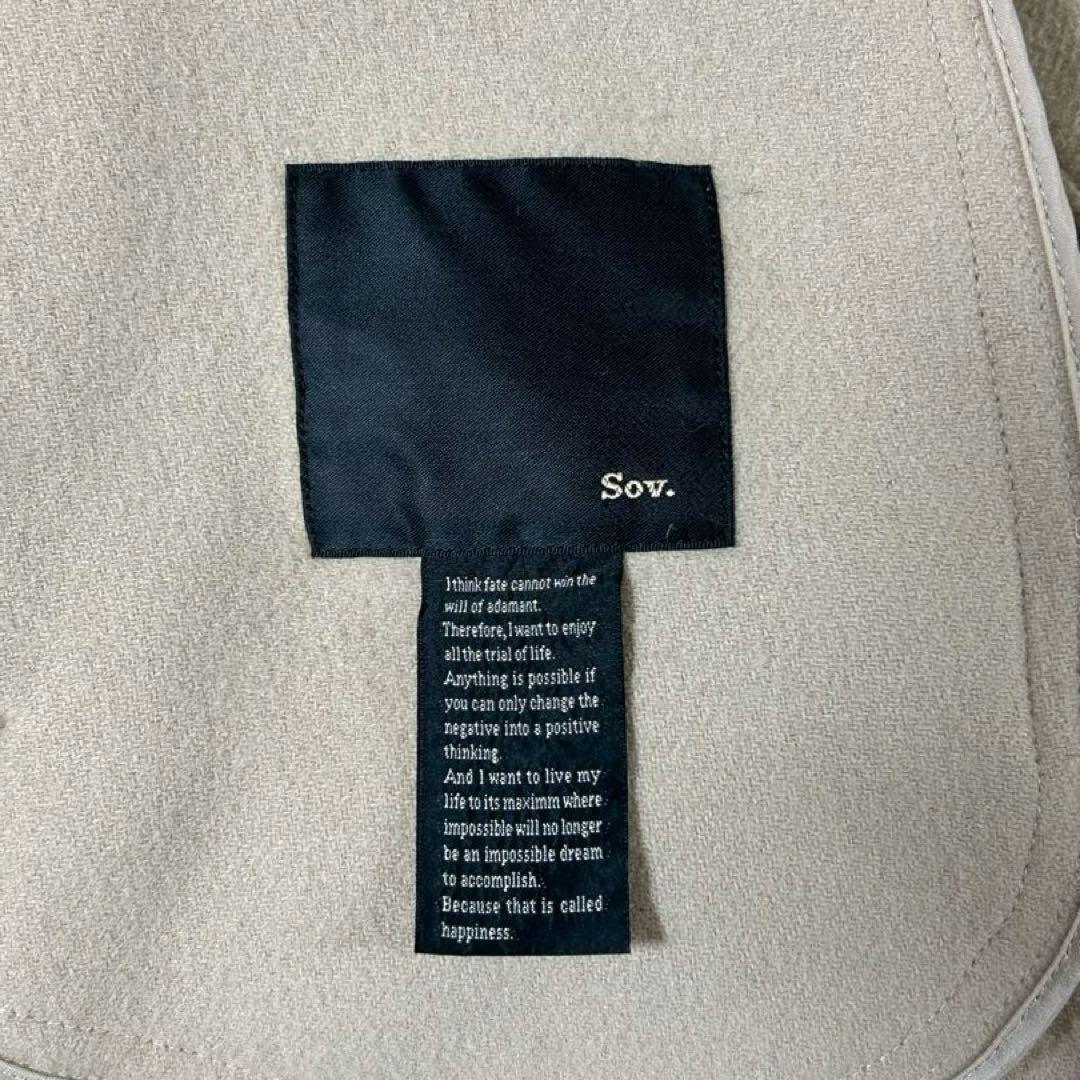 Sov.
I think fate cannot win the
will of adamant.
Therefore, I want to enjoy
all the trial of life.
Anything is possible if
you can only change the
negative into a positive
thinking.
And I want to live my
life to its maximm where
impossible will no longer
be an impossible dream
to accomplish.
Because that is called
happiness.